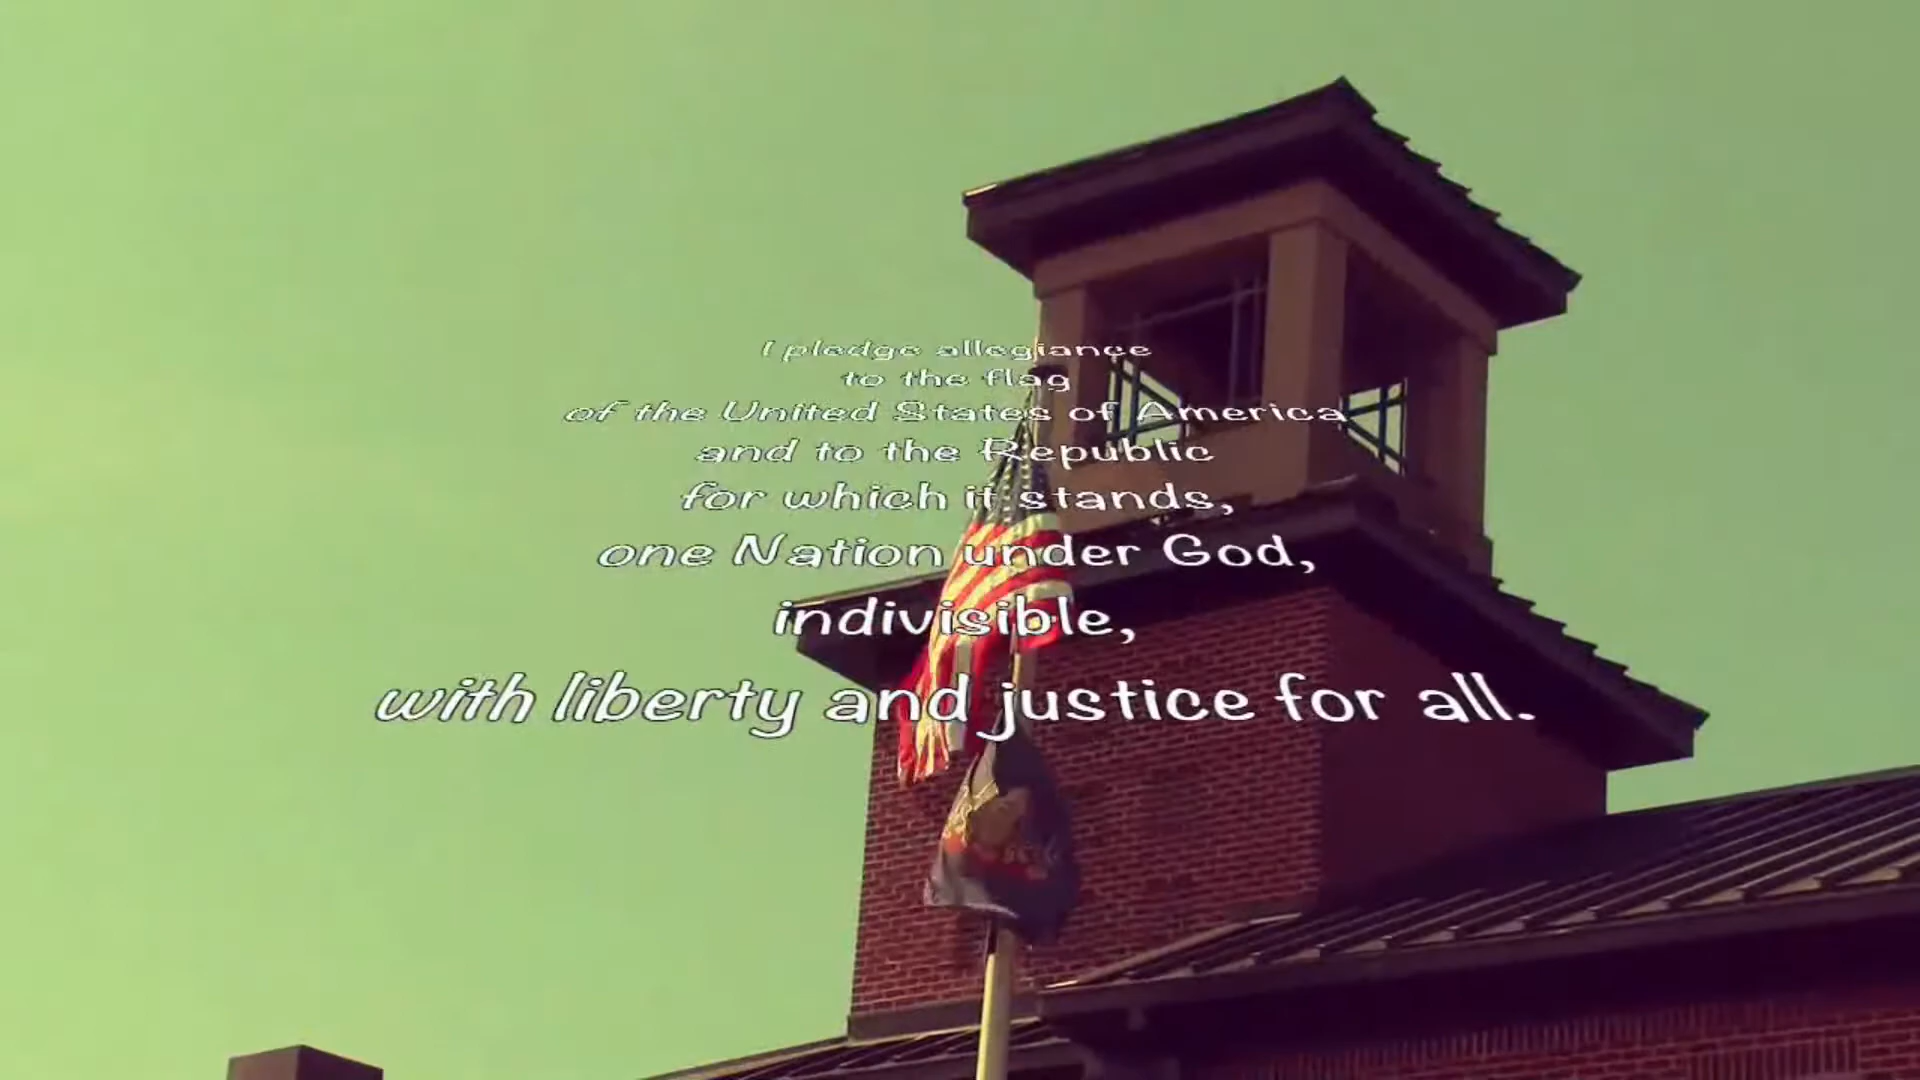 I pledge allegiance
to the flag
of the United States of America
and to the Republic
for which it stands,
one Nation under God,
indivisible,
with liberty and justice for all.